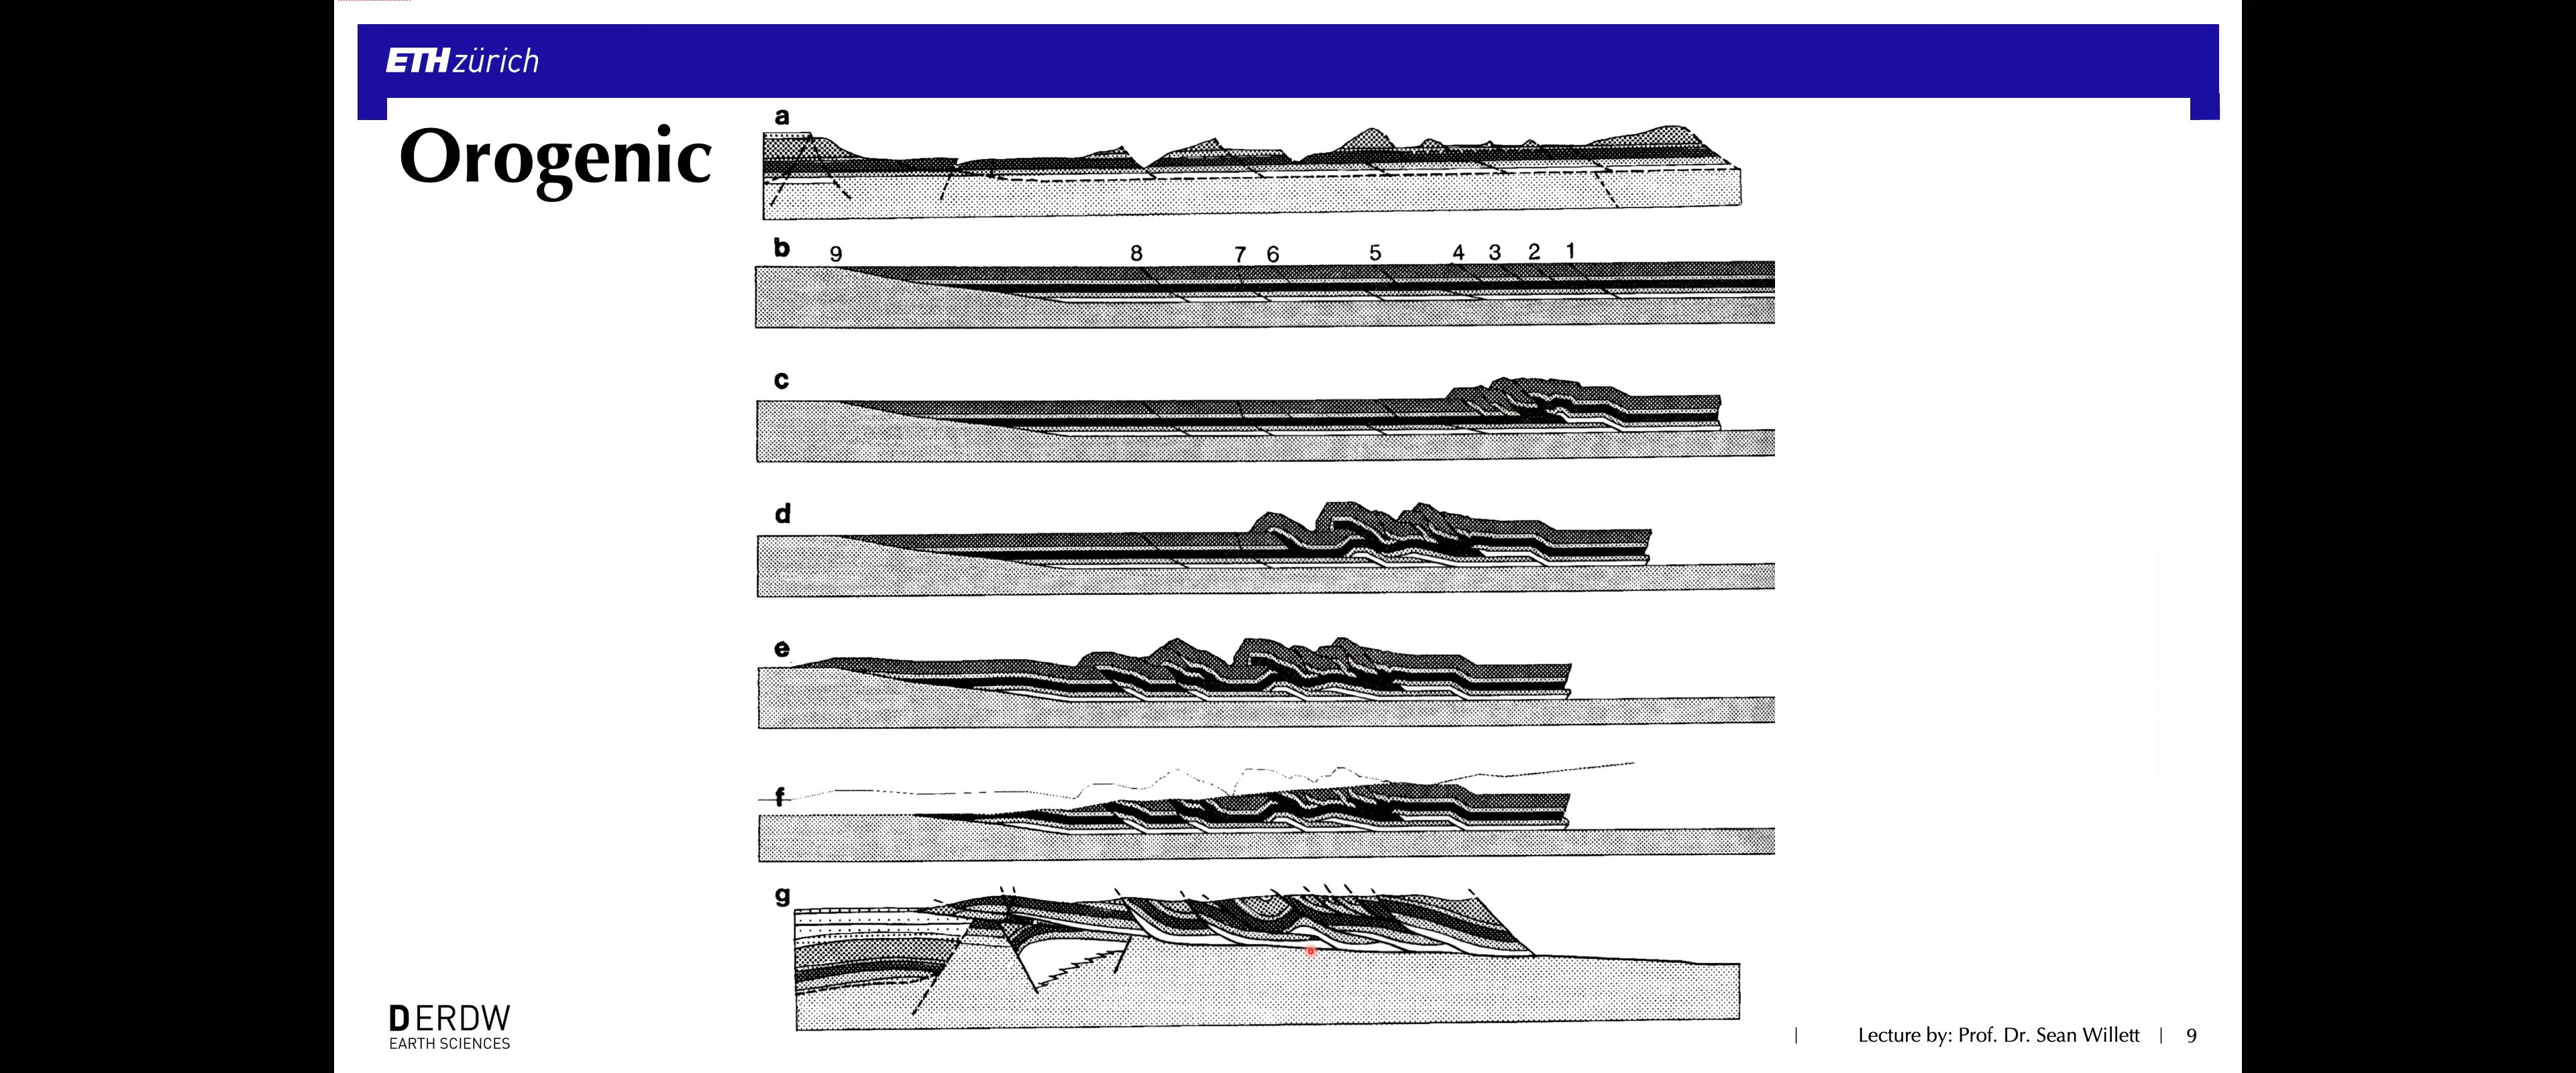 ETH zürich
Orogenic
a
b
9 8 7 6 5 4 3 2 1
c
d
e
f
g
DERDW
EARTH SCIENCES
| Lecture by: Prof. Dr. Sean Willett | 9